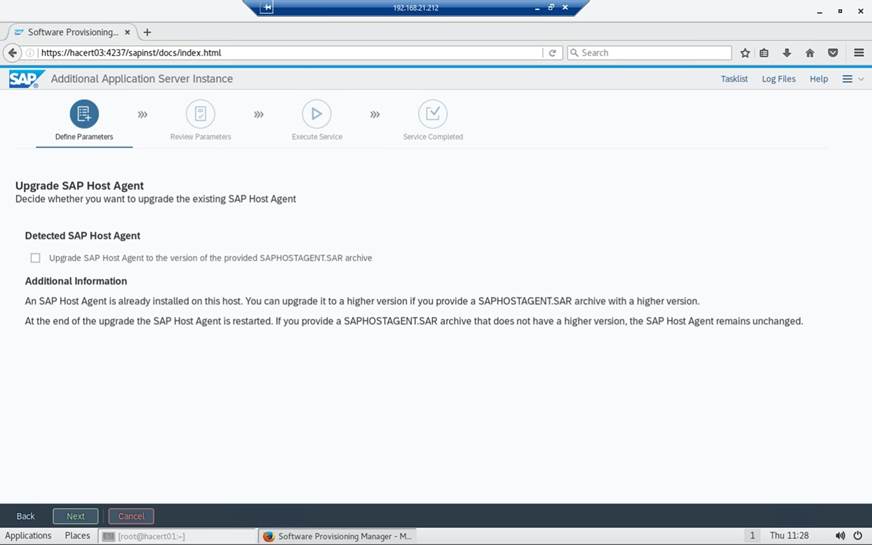 192.168.21.212
Software Provisioning...
https://hacert03:4237/sapinst/docs/index.html
Search
SAP Additional Application Server Instance
Tasklist Log Files Help
Define Parameters Review Parameters Execute Service Service Completed
Upgrade SAP Host Agent
Decide whether you want to upgrade the existing SAP Host Agent
Detected SAP Host Agent
Upgrade SAP Host Agent to the version of the provided SAPHOSTAGENT.SAR archive
Additional Information
An SAP Host Agent is already installed on this host. You can upgrade it to a higher version if you provide a SAPHOSTAGENT.SAR archive with a higher version.
At the end of the upgrade the SAP Host Agent is restarted. If you provide a SAPHOSTAGENT.SAR archive that does not have a higher version, the SAP Host Agent remains unchanged.
Back Next Cancel
Applications Places [root@hacert01:~] Software Provisioning Manager - M... 1 Thu 11:28